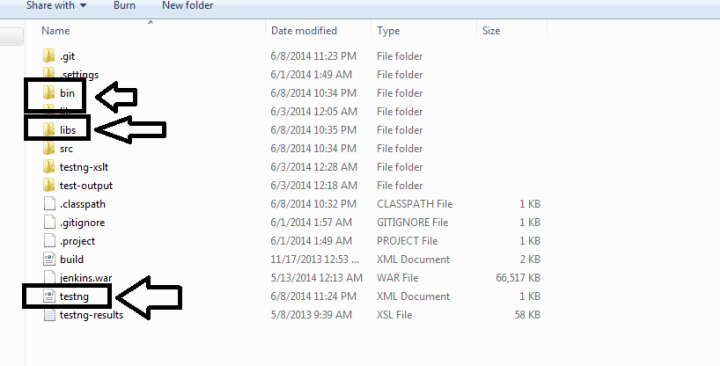 Share with Burn New folder
Name Date modified Type Size
.git 6/8/2014 11:23 PM File folder
.settings 6/1/2014 1:49 AM File folder
bin 6/8/2014 10:34 PM File folder
6/3/2014 12:05 AM File folder
libs 6/8/2014 10:35 PM File folder
src 6/8/2014 10:34 PM File folder
testng-xslt 6/3/2014 12:28 AM File folder
test-output 6/3/2014 12:18 AM File folder
.classpath 6/8/2014 10:32 PM CLASSPATH File 1 KB
.gitignore 6/1/2014 1:57 AM GITIGNORE File 1 KB
.project 6/1/2014 1:49 AM PROJECT File 1 KB
build 11/17/2013 12:53 ... XML Document 2 KB
jenkins.war 5/13/2014 12:13 AM WAR File 66,517 KB
testng 6/8/2014 11:24 PM XML Document 1 KB
testng-results 5/8/2013 9:39 AM XSL File 58 KB